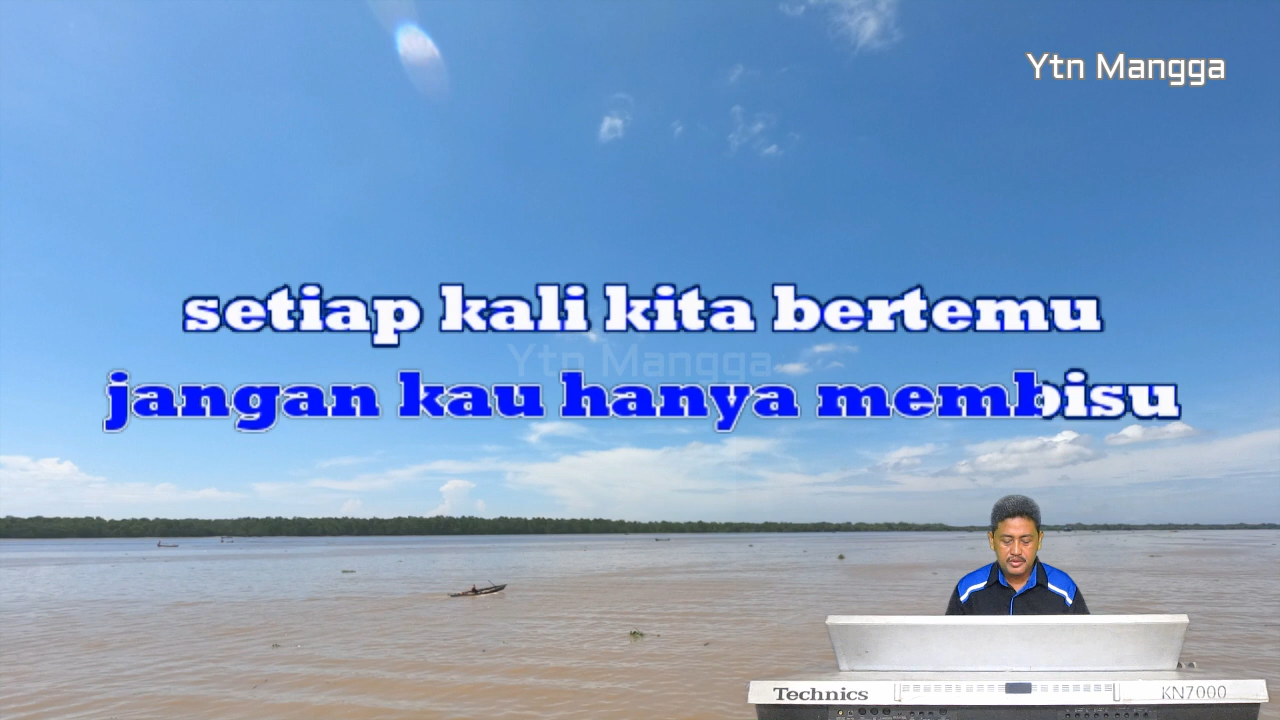 Ytn Mangga
setiap kali kita bertemu
Ytn Mangga
jangan kau hanya membisu
Technics
KN7000